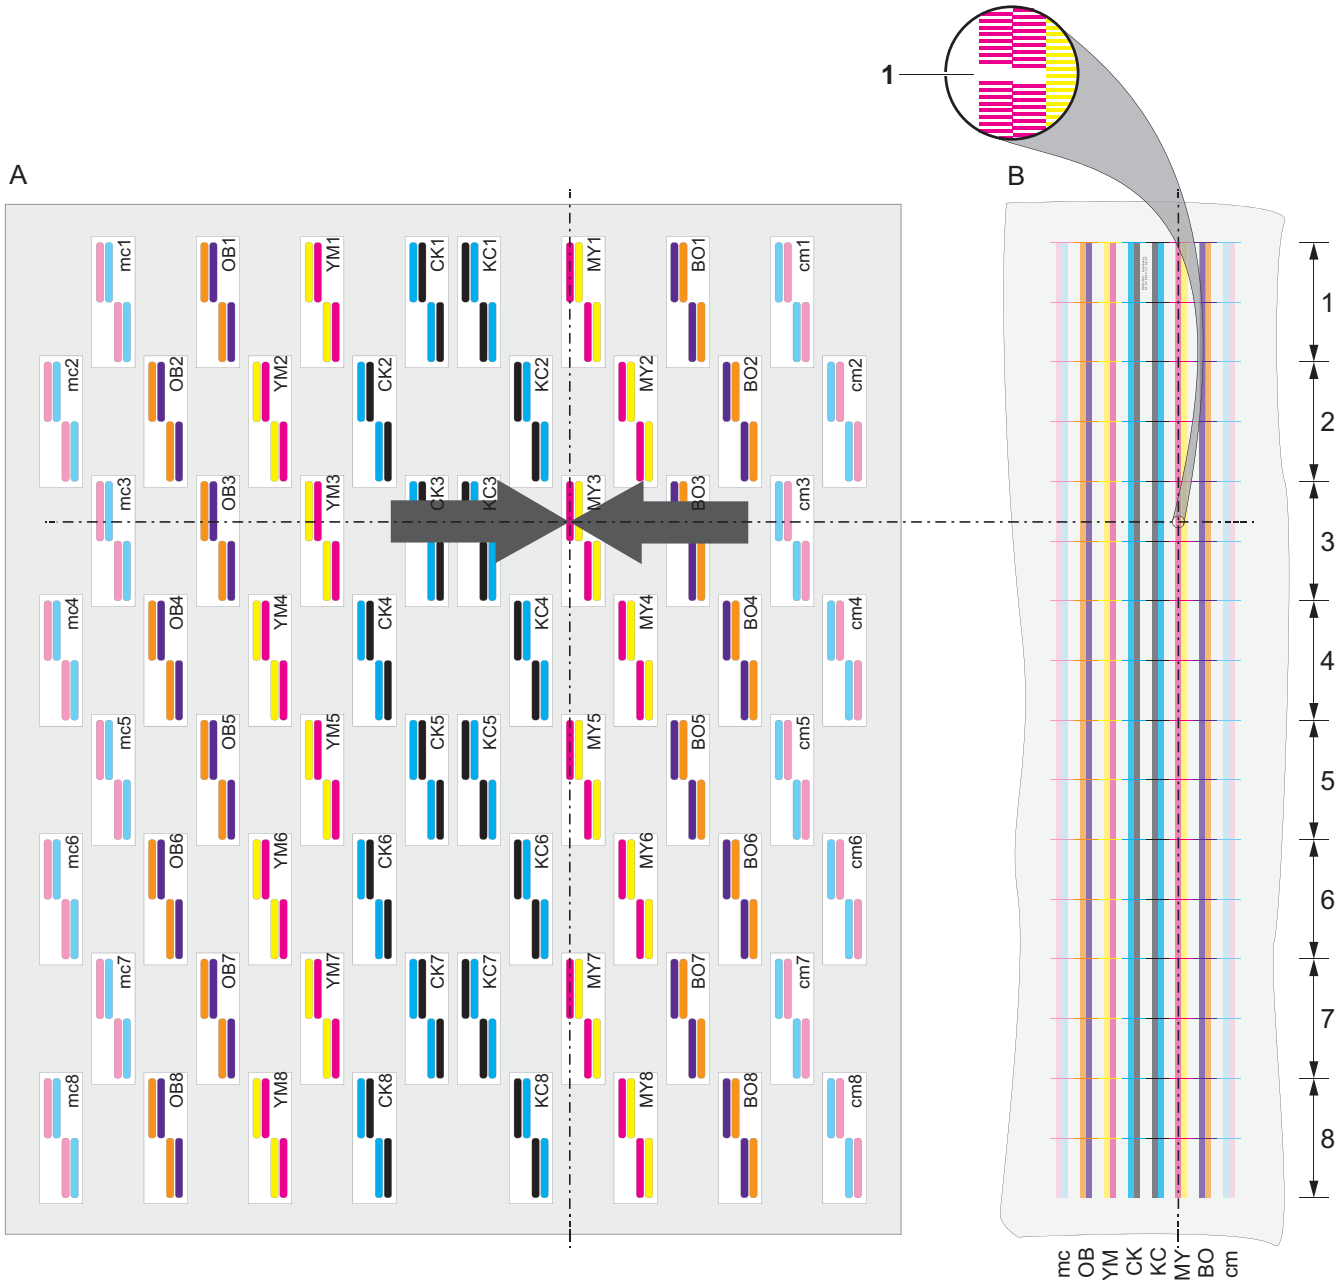 1
A
B
mc1 OB1 YM1 CK1 KC1 MY1 BO1 cm1
mc2 OB2 YM2 CK2 KC2 MY2 BO2 cm2
mc3 OB3 YM3 CK3 KC3 MY3 BO3 cm3
mc4 OB4 YM4 CK4 KC4 MY4 BO4 cm4
mc5 OB5 YM5 CK5 KC5 MY5 BO5 cm5
mc6 OB6 YM6 CK6 KC6 MY6 BO6 cm6
mc7 OB7 YM7 CK7 KC7 MY7 BO7 cm7
mc8 OB8 YM8 CK8 KC8 MY8 BO8 cm8
1
2
3
4
5
6
7
8
mc OB YM CK KC MY BO cm